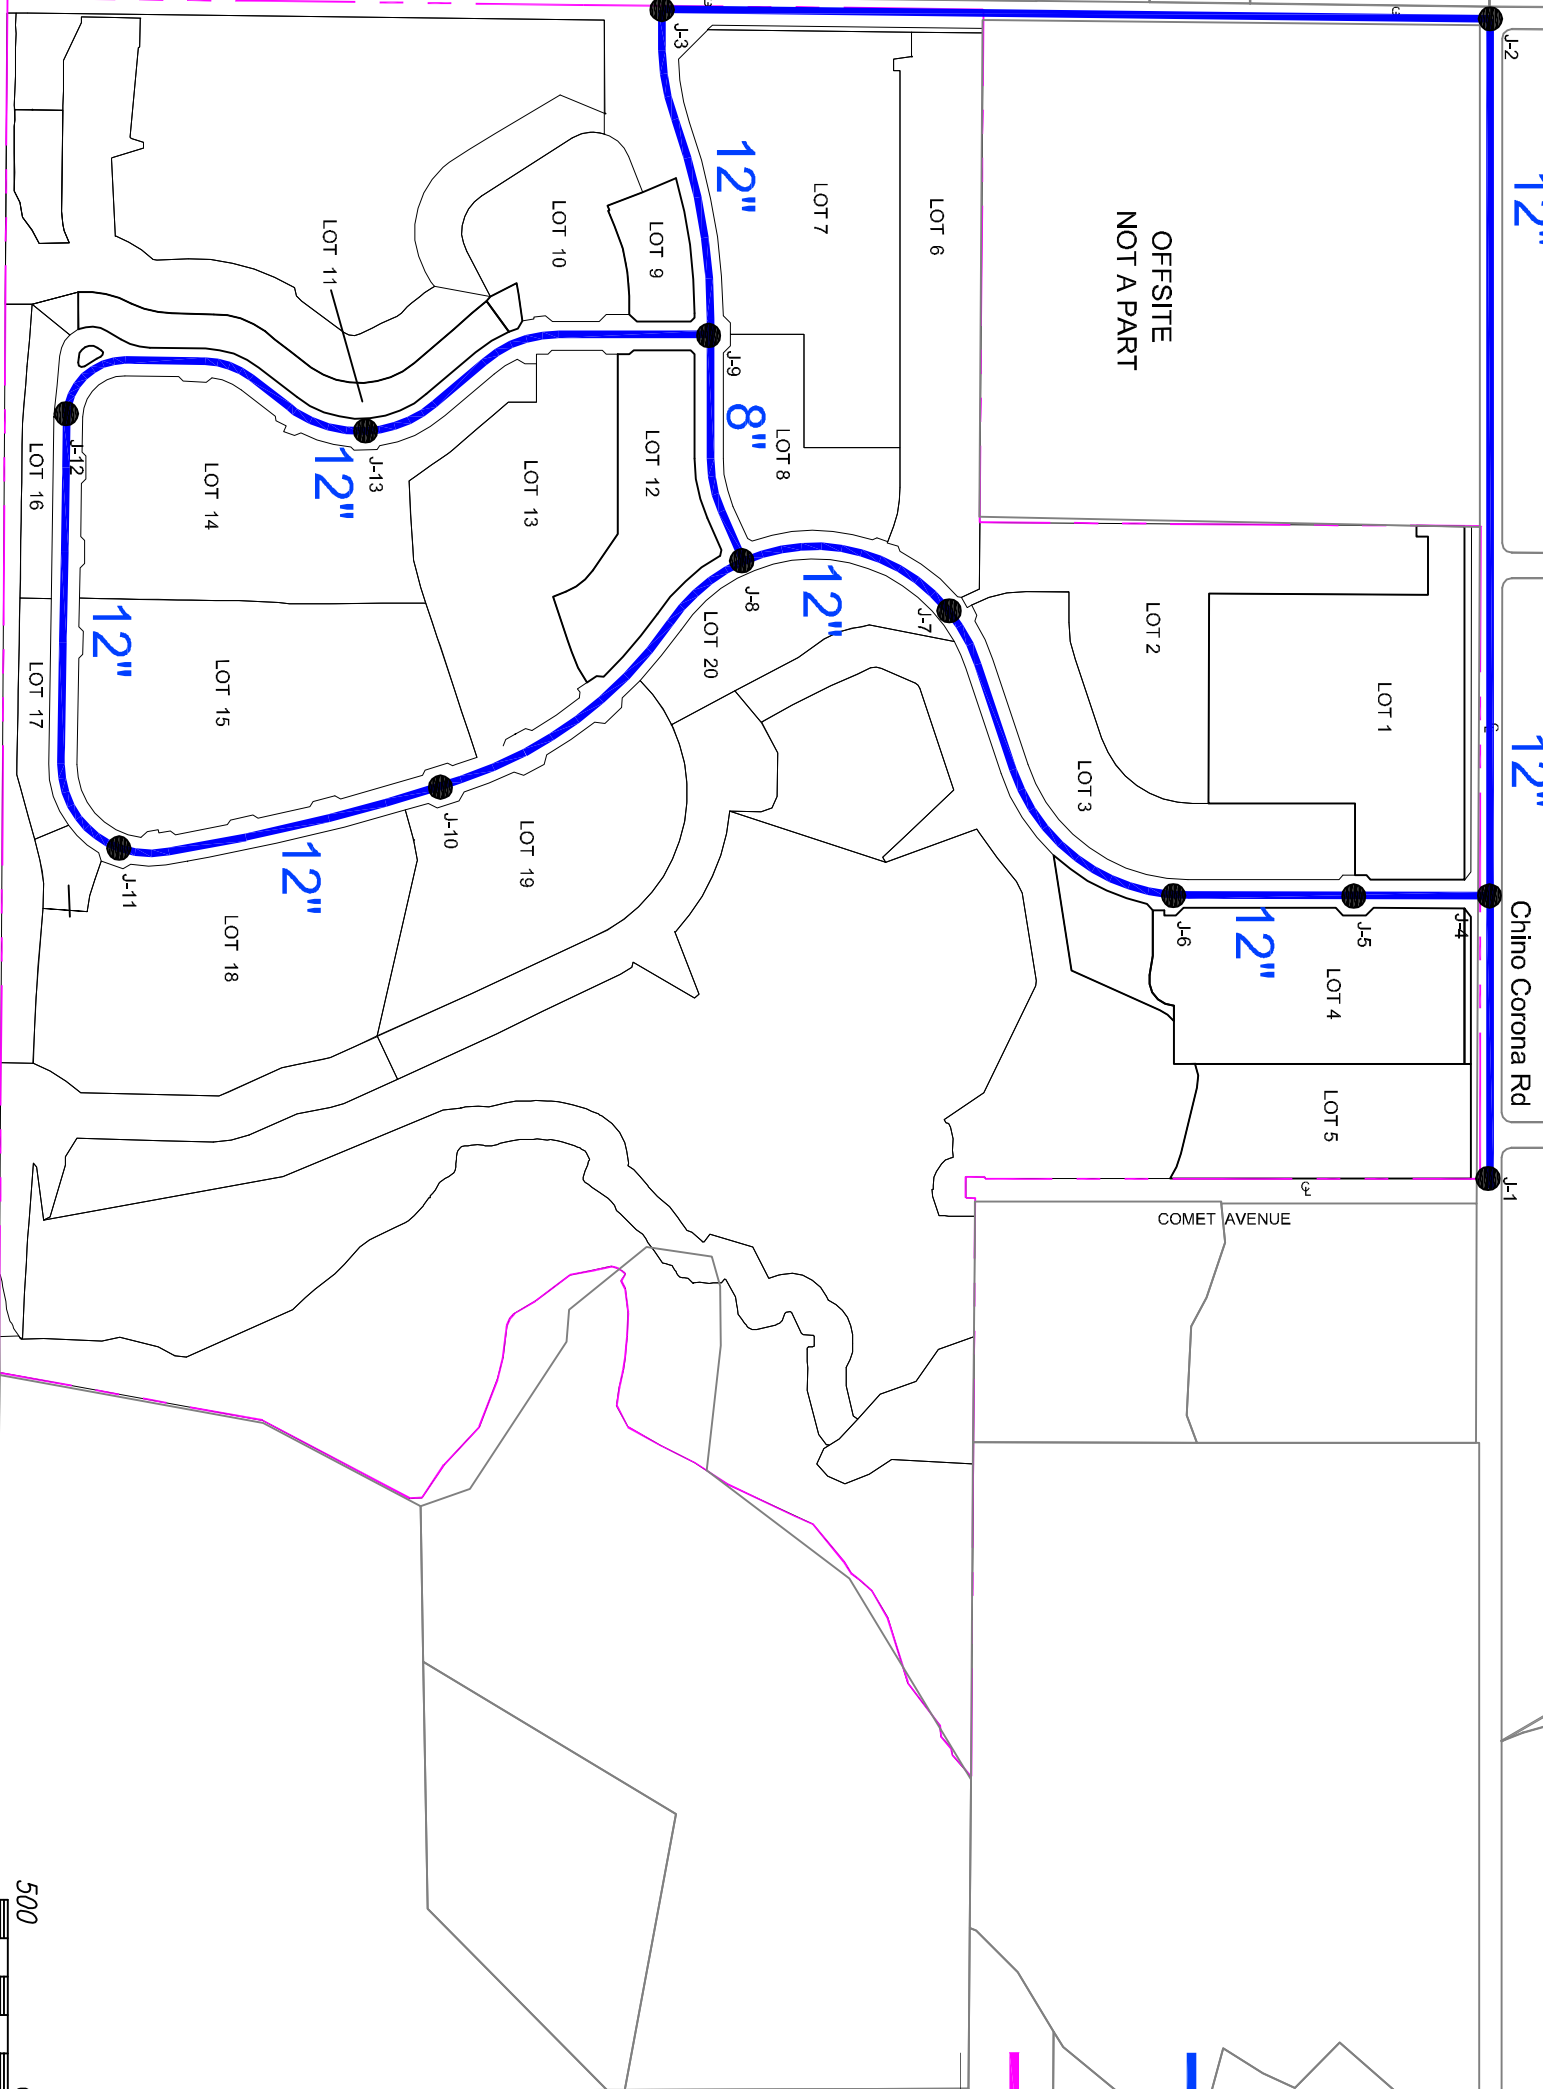 12"
12"
Chino Corona Rd
J-2
J-4
J-1
LOT 1
LOT 4
LOT 5
J-5
℄
COMET AVENUE
12"
OFFSITE
NOT A PART
LOT 2
J-6
LOT 3
LOT 6
J-7
LOT 7
12"
LOT 8
12"
8"
J-8
J-9
LOT 20
J-3
LOT 9
LOT 12
LOT 10
LOT 13
LOT 19
J-10
J-13
LOT 11
12"
12"
LOT 14
LOT 15
LOT 18
12"
J-11
J-12
LOT 16
LOT 17
500